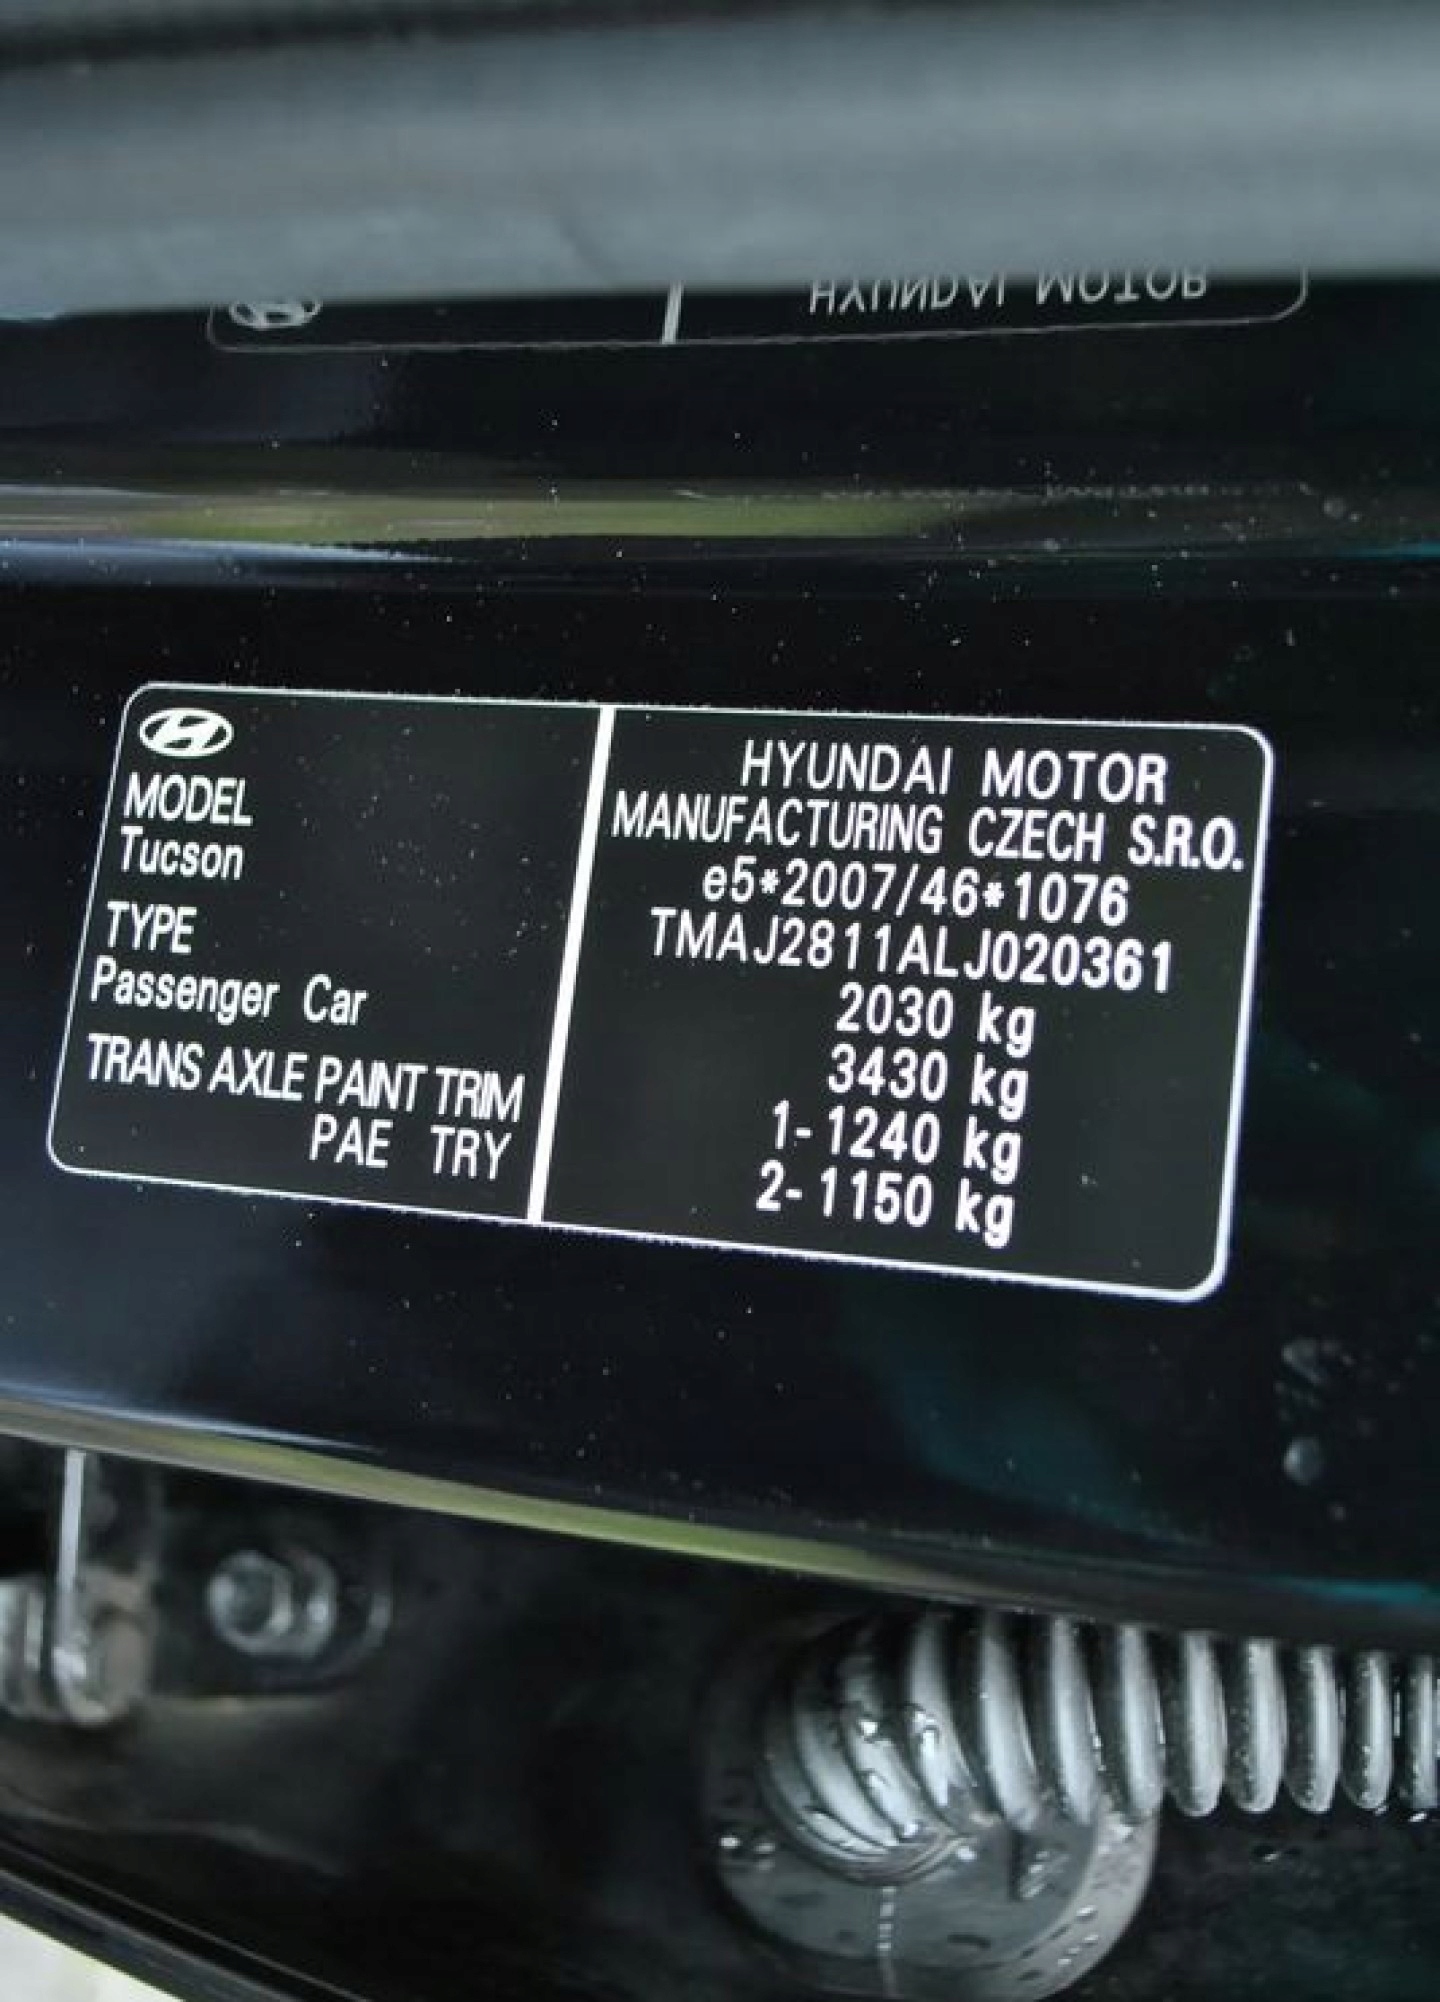 HYUNDAI MOTOR
MODEL
Tucson
TYPE
Passenger Car
TRANS AXLE PAINT TRIM
PAE TRY
HYUNDAI MOTOR
MANUFACTURING CZECH S.R.O.
e5*2007/46*1076
TMAJ2811ALJ020361
2030 kg
3430 kg
1-1240 kg
2-1150 kg